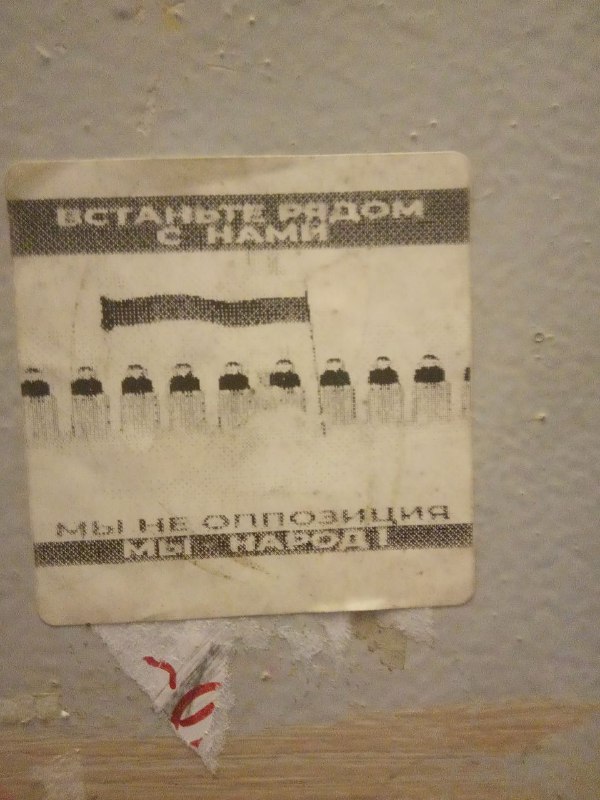 ВСТАНЬТЕ РЯДОМ
С НАМИ
МЫ НЕ ОППОЗИЦИЯ
МЫ НАРОД!